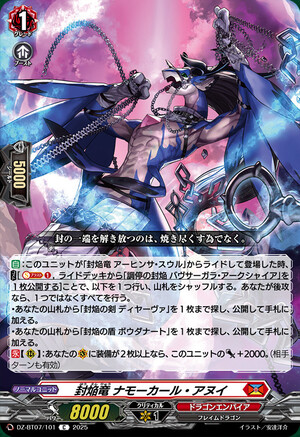 グレード
1
ブースト
5000
シールド
封の一端を解き放つのは、焼き尽くす為でなく。
自:このユニットが「封焔竜 アーヒンサ・スウル」からライドして登場した時、
ライドデッキから「調停の封焔 バヴサーガラ・アークシャイア」を
1枚公開する]ことで、以下を1つ行い、山札をシャッフルする。あなたが後攻
なら、1つではなくすべてを行う。
・あなたの山札から《封焔の剣 ディヤーヴァ》を1枚まで探し、公開して手札に
加える。
・あなたの山札から《封焔の盾 ボウダナート》を1枚まで探し、公開して手札に
加える。
あなたの に装備が2枚以上なら、このユニットの +2000。(相手
ターンも有効)
ノーマルユニット
封焔竜 ナモーカール・アヌイ
パワー
8000
クリティカル
1
ドラゴンエンパイア
フレイムドラゴン
DZ-BT07/101 C 2025
イラスト/安達洋介